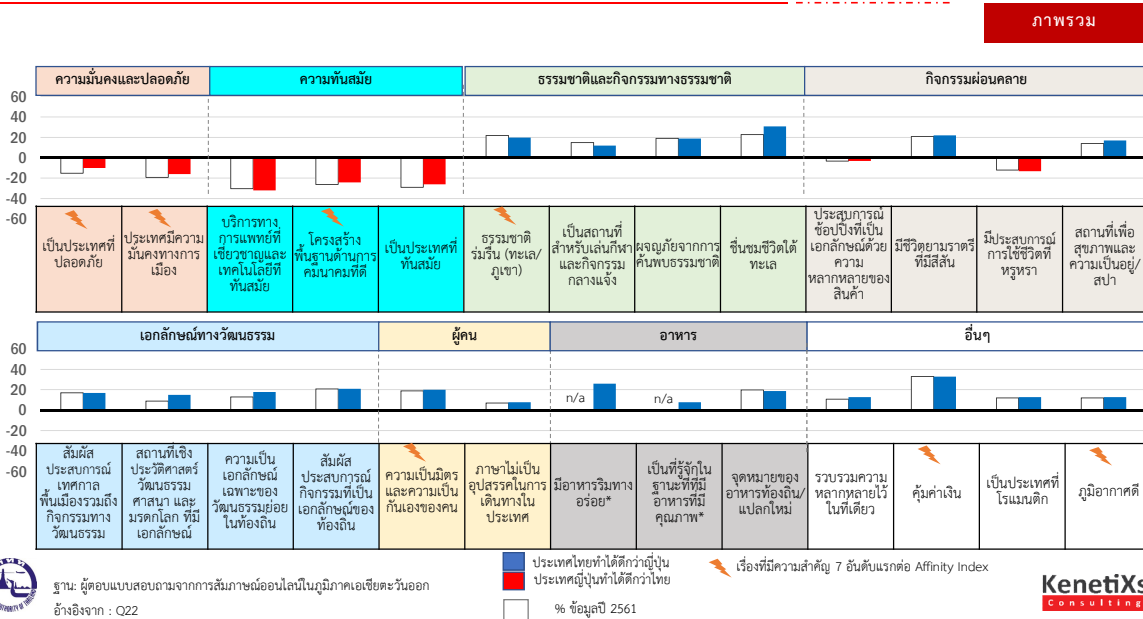 ภาพรวม
ความมั่นคงและปลอดภัย
ความทันสมัย
ธรรมชาติและกิจกรรมทางธรรมชาติ
กิจกรรมผ่อนคลาย
60
40
20
0
-20
-40
-60
เป็นประเทศที่
ปลอดภัย
ประเทศมีความ
มั่นคงทางการ
เมือง
บริการทาง
การแพทย์ที่
เชี่ยวชาญและ
เทคโนโลยีที่
ทันสมัย
โครงสร้าง
พื้นฐานด้านการ
คมนาคมที่ดี
เป็นประเทศที่
ทันสมัย
ธรรมชาติ
ร่มรื่น (ทะเล/
ภูเขา)
เป็นสถานที่
สำหรับเล่นกีฬา
และกิจกรรม
กลางแจ้ง
ผจญภัยจากการ
ค้นพบธรรมชาติ
ชื่นชมชีวิตใต้
ทะเล
ประสบการณ์
ช้อปปิ้งที่เป็น
เอกลักษณ์ด้วย
ความ
หลากหลายของ
สินค้า
มีชีวิตยามราตรี
ที่มีสีสัน
มีประสบการณ์
การใช้ชีวิตที่
หรูหรา
สถานที่เพื่อ
สุขภาพและ
ความเป็นอยู่/
สปา
เอกลักษณ์ทางวัฒนธรรม
ผู้คน
อาหาร
อื่นๆ
60
40
20
0
-20
-40
-60
n/a
n/a
สัมผัส
ประสบการณ์
เทศกาล
พื้นเมืองรวมถึง
กิจกรรมทาง
วัฒนธรรม
สถานที่เชิง
ประวัติศาสตร์
วัฒนธรรม
ศาสนา และ
มรดกโลก ที่มี
เอกลักษณ์
ความเป็น
เอกลักษณ์
เฉพาะของ
วัฒนธรรมย่อย
ในท้องถิ่น
สัมผัส
ประสบการณ์
กิจกรรมที่เป็น
เอกลักษณ์ของ
ท้องถิ่น
ความเป็นมิตร
และความเป็น
กันเองของคน
ภาษาไม่เป็น
อุปสรรคในการ
เดินทางใน
ประเทศ
มีอาหารริมทาง
อร่อย*
เป็นที่รู้จักใน
ฐานะที่ที่มี
อาหารที่มี
คุณภาพ*
จุดหมายของ
อาหารท้องถิ่น/
แปลกใหม่
รวบรวมความ
หลากหลายไว้
ในที่เดียว
คุ้มค่าเงิน
เป็นประเทศที่
โรแมนติก
ภูมิอากาศดี
ประเทศไทยทำได้ดีกว่าญี่ปุ่น
ประเทศญี่ปุ่นทำได้ดีกว่าไทย
เรื่องที่มีความสำคัญ 7 อันดับแรกต่อ Affinity Index
ฐาน: ผู้ตอบแบบสอบถามจากการสัมภาษณ์ออนไลน์ในภูมิภาคเอเชียตะวันออก
อ้างอิงจาก : Q22
% ข้อมูลปี 2561
KenetiXs
Consulting